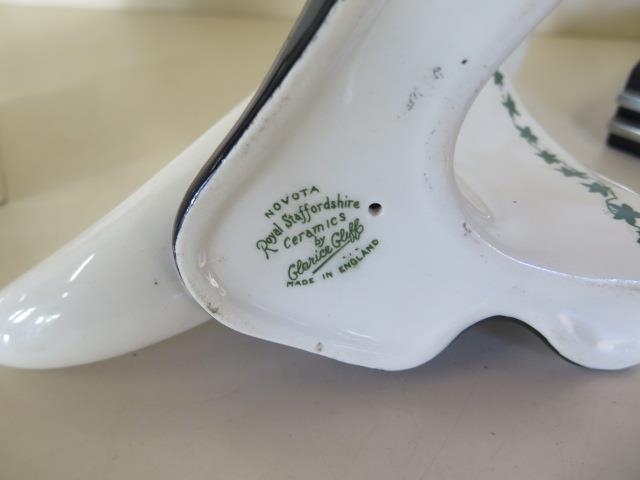 NOVOTA
Royal Staffordshire
Ceramics
by
Clarice Cliff
MADE IN ENGLAND